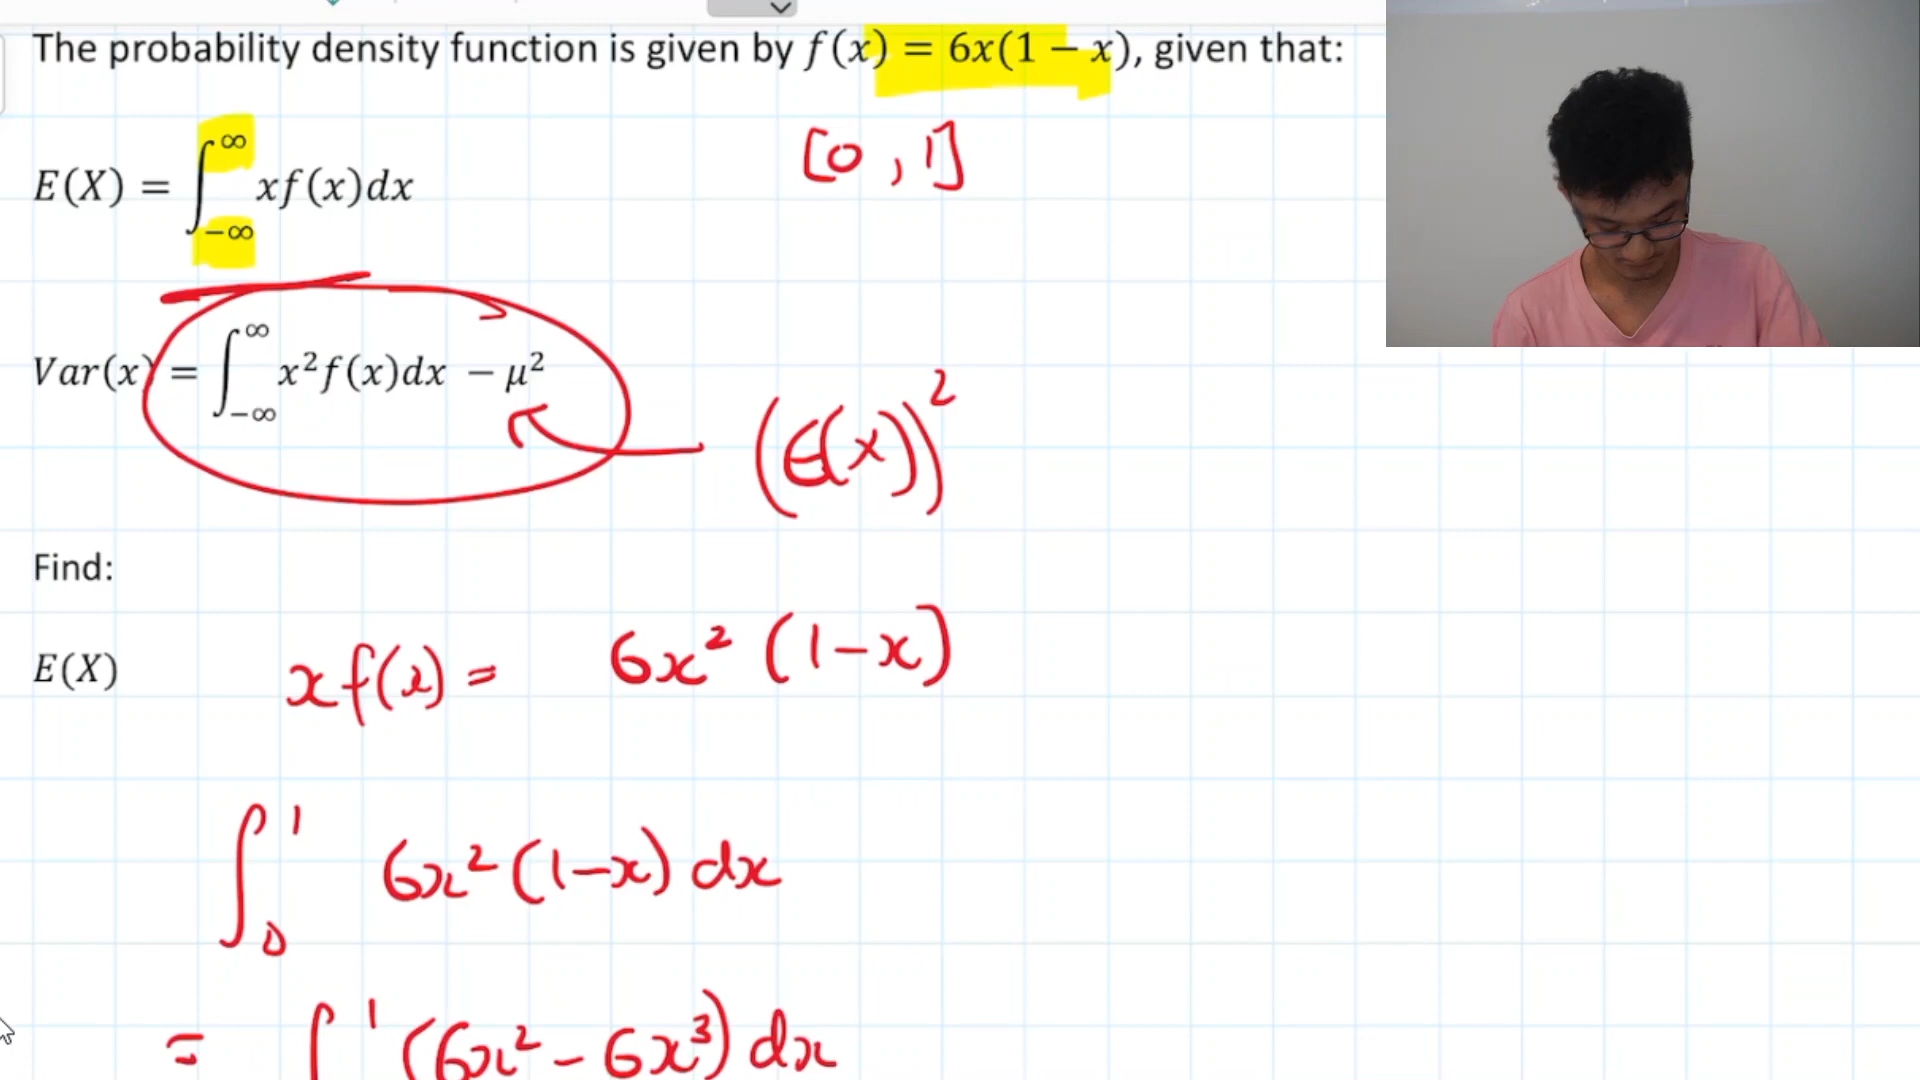 The probability density function is given by f(x) = 6x(1 − x), given that:
[0 , 1]
E(X) = ∫_{−∞}^{∞} xf(x)dx
Var(x) = ∫_{−∞}^{∞} x²f(x)dx − μ²
(E(x))²
Find:
E(X)
xf(x) = 6x² (1−x)
∫_0^1 6x² (1−x) dx
= ∫^1 (6x² − 6x³) dx